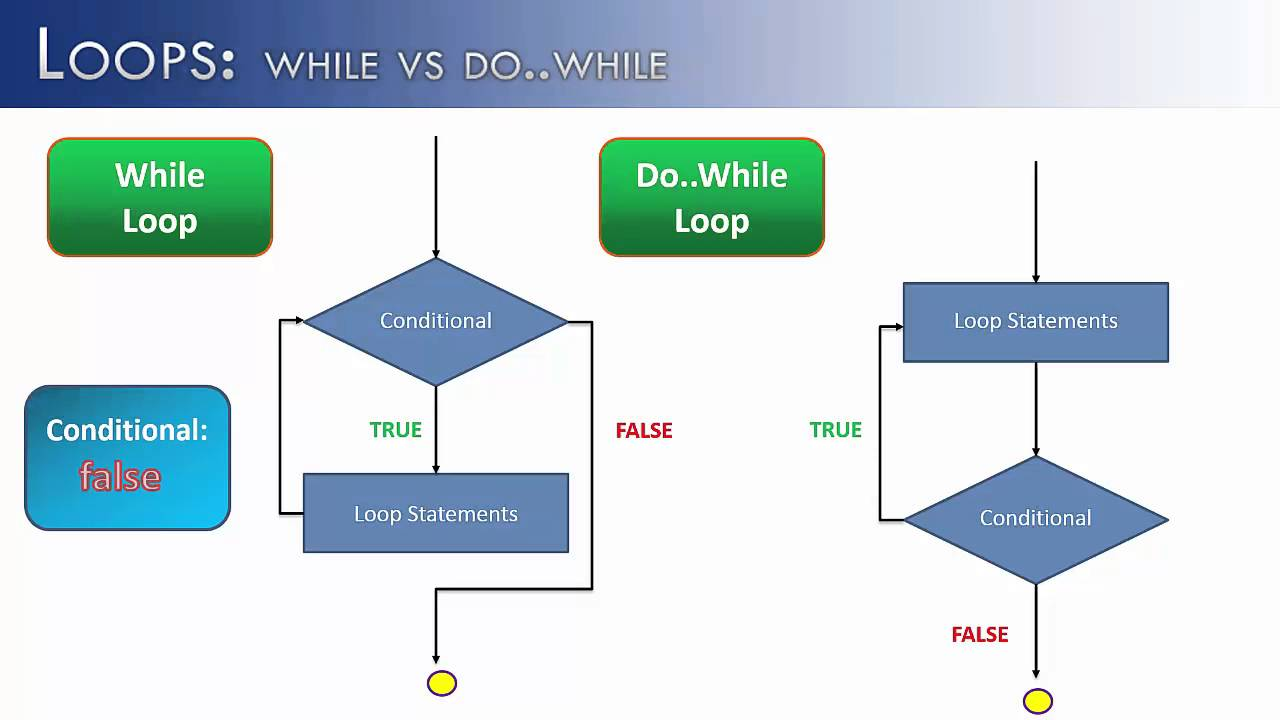 LOOPS: WHILE VS DO..WHILE
While
Loop
Conditional
TRUE
FALSE
Loop Statements
Conditional:
false
Do..While
Loop
Loop Statements
TRUE
Conditional
FALSE